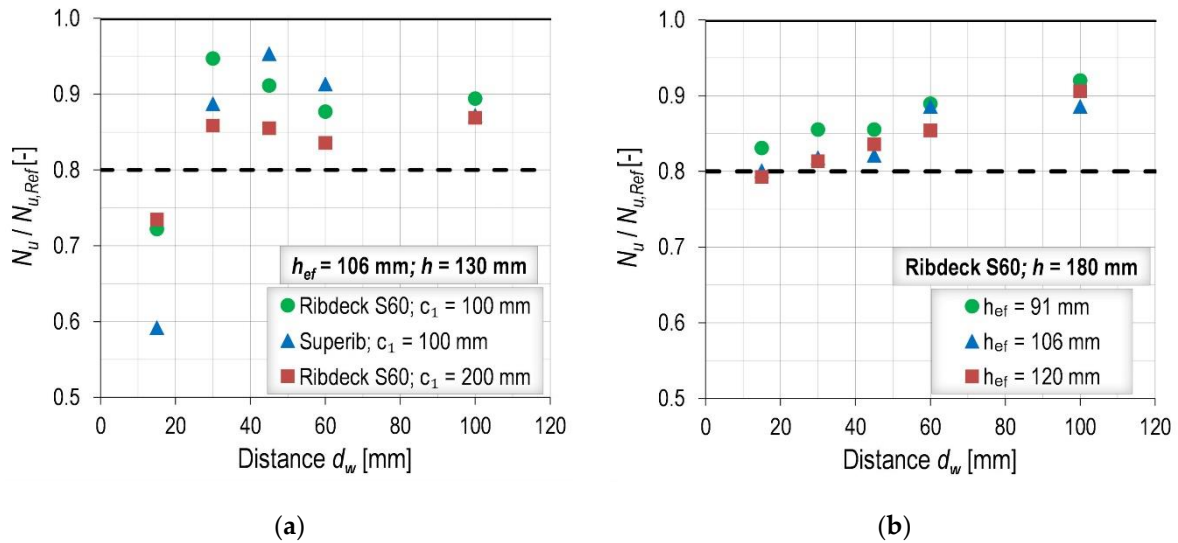 1.0
0.9
0.8
0.7
0.6
0.5
0 20 40 60 80 100 120
Nu / Nu,Ref [-]
Distance dw [mm]
hef = 106 mm; h = 130 mm
Ribdeck S60; c1 = 100 mm
Superib; c1 = 100 mm
Ribdeck S60; c1 = 200 mm
(a)
1.0
0.9
0.8
0.7
0.6
0.5
0 20 40 60 80 100 120
Nu / Nu,Ref [-]
Distance dw [mm]
Ribdeck S60; h = 180 mm
hef = 91 mm
hef = 106 mm
hef = 120 mm
(b)